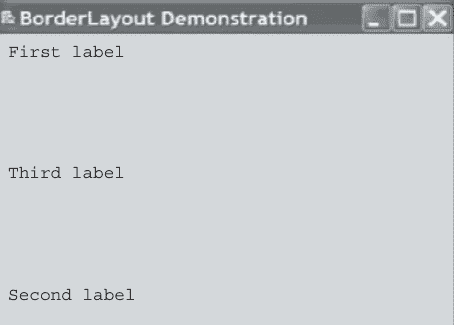 BorderLayout Demonstration
First label
Third label
Second label